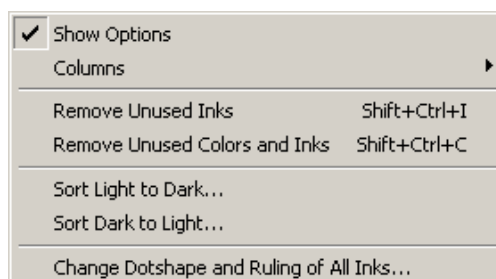 Show Options
Columns
Remove Unused Inks Shift+Ctrl+I
Remove Unused Colors and Inks Shift+Ctrl+C
Sort Light to Dark...
Sort Dark to Light...
Change Dotshape and Ruling of All Inks...